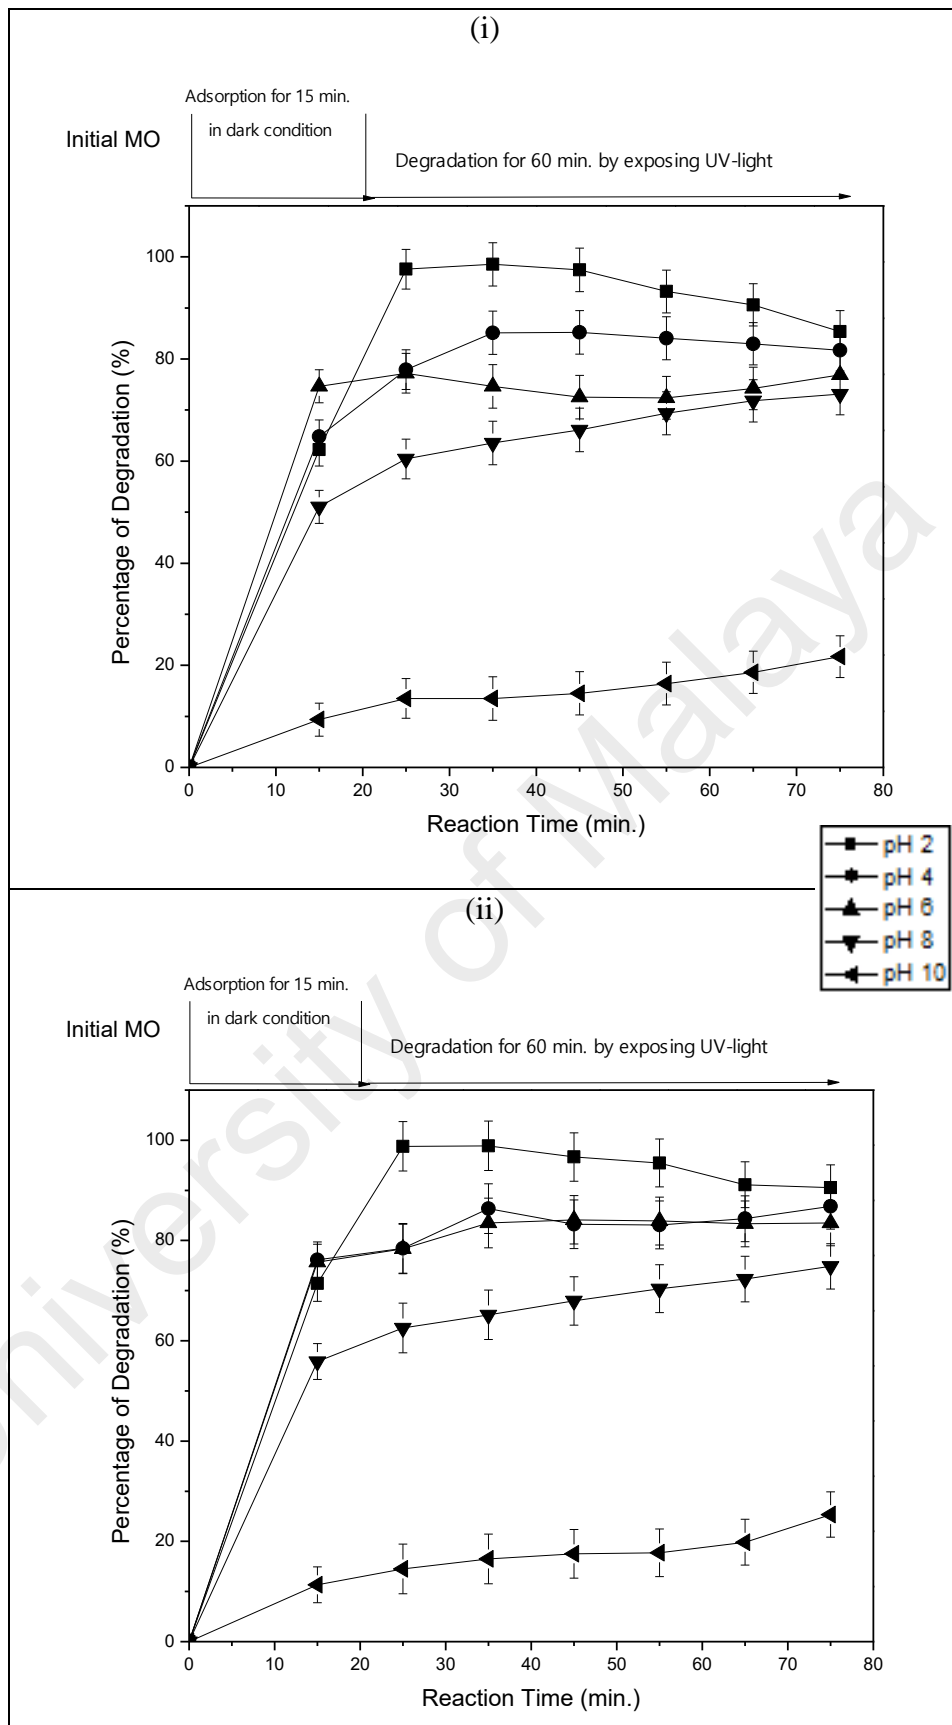 (i)
Adsorption for 15 min.
in dark condition
Initial MO
Degradation for 60 min. by exposing UV-light
100
80
60
40
20
0
Percentage of Degradation (%)
0 10 20 30 40 50 60 70 80
Reaction Time (min.)
pH 2
pH 4
pH 6
pH 8
pH 10
(ii)
Adsorption for 15 min.
in dark condition
Initial MO
Degradation for 60 min. by exposing UV-light
100
80
60
40
20
0
Percentage of Degradation (%)
0 10 20 30 40 50 60 70 80
Reaction Time (min.)
University of Malaya